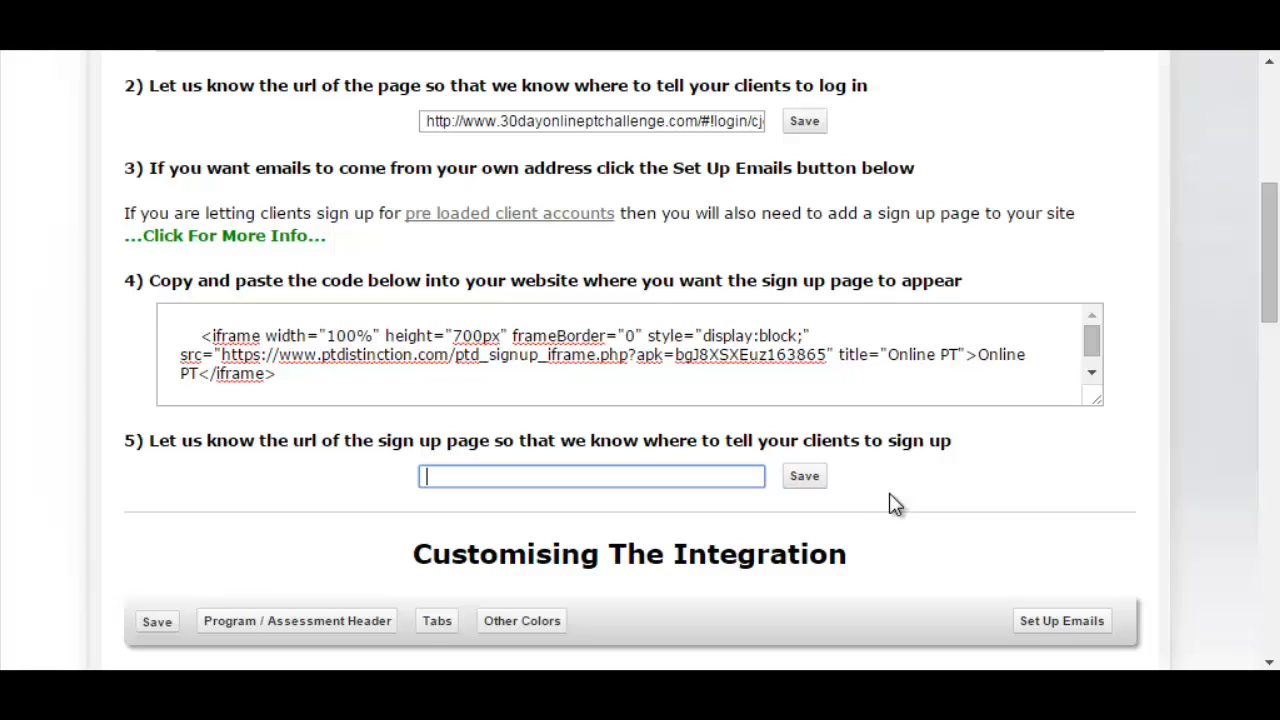 2) Let us know the url of the page so that we know where to tell your clients to log in
http://www.30dayonlineptchallenge.com/#!login/cj
Save
3) If you want emails to come from your own address click the Set Up Emails button below
If you are letting clients sign up for pre loaded client accounts then you will also need to add a sign up page to your site
...Click For More Info...
4) Copy and paste the code below into your website where you want the sign up page to appear
<iframe width="100%" height="700px" frameBorder="0" style="display:block;"
src="https://www.ptdistinction.com/ptd_signup_iframe.php?apk=bgJ8XSXEuz163865" title="Online PT">Online
PT</iframe>
5) Let us know the url of the sign up page so that we know where to tell your clients to sign up
Save
Customising The Integration
Save Program / Assessment Header Tabs Other Colors Set Up Emails